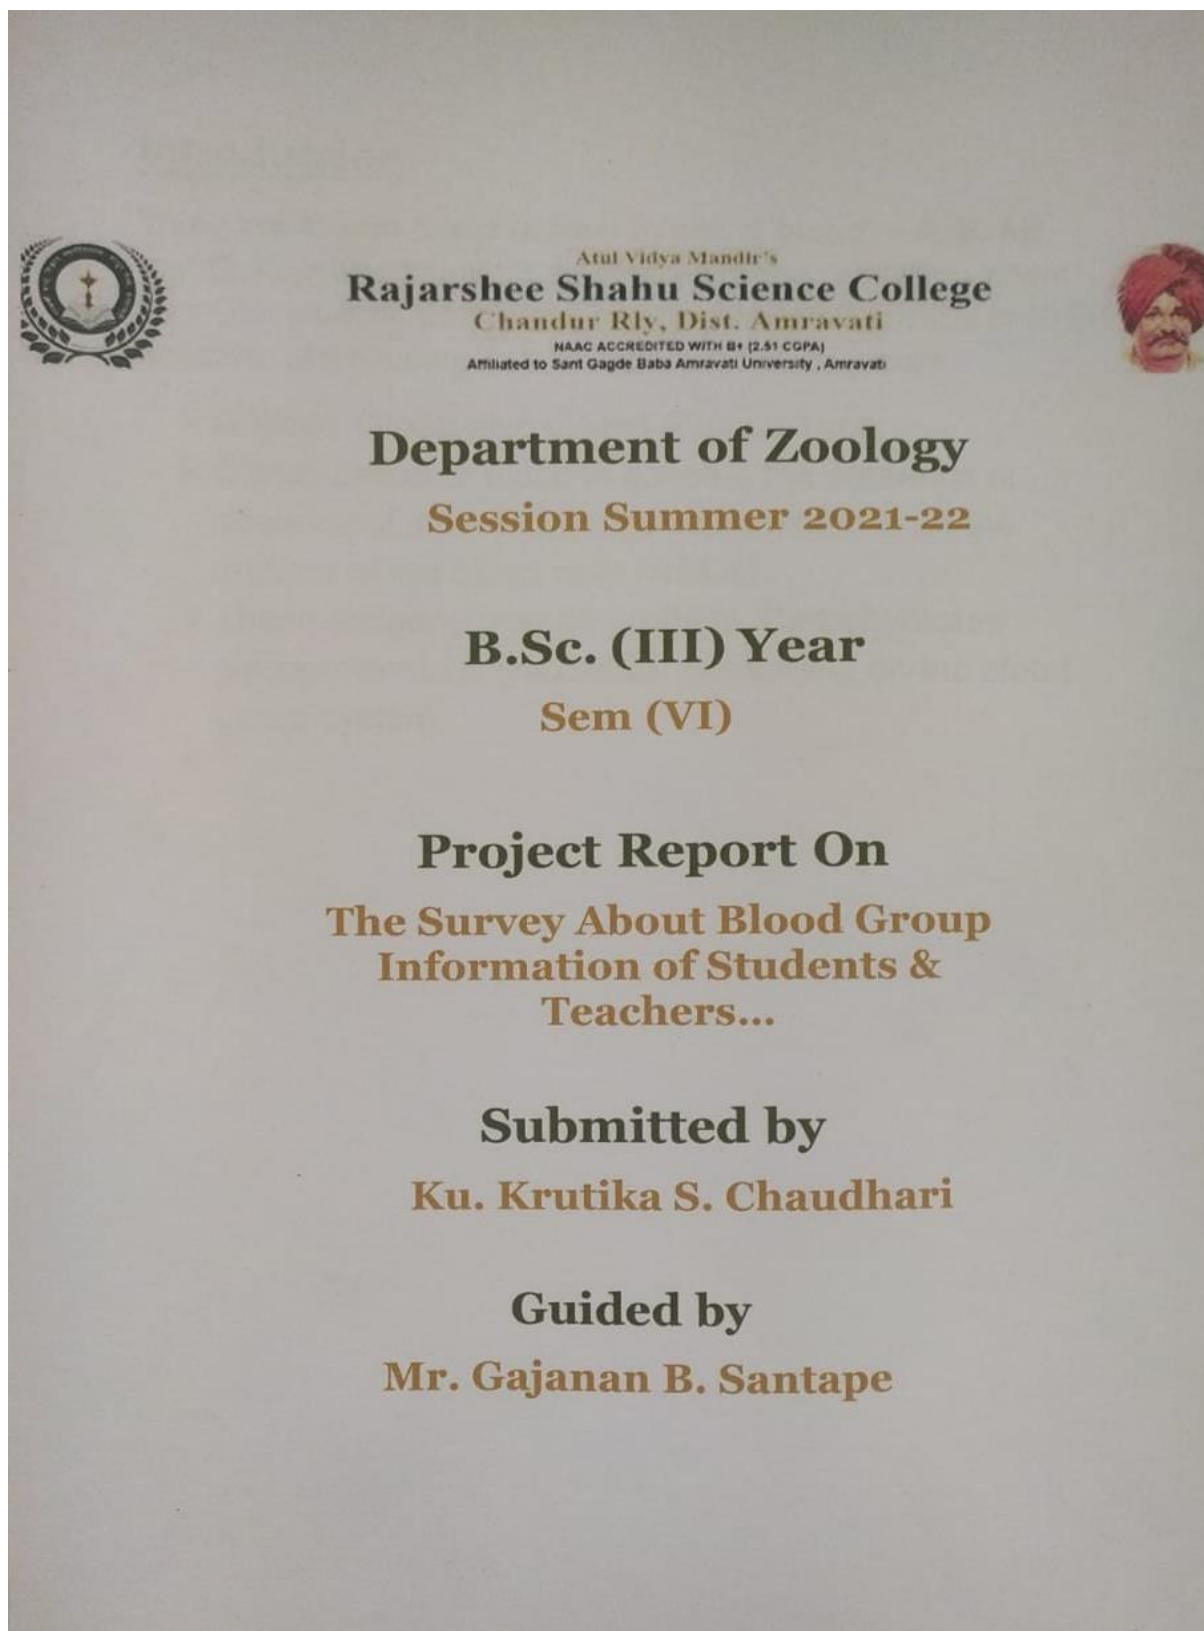 Atul Vidya Mandir's
Rajarshee Shahu Science College
Chandur Rly, Dist. Amravati
NAAC ACCREDITED WITH B+ (2.51 CGPA)
Affiliated to Sant Gagde Baba Amravati University , Amravati
Department of Zoology
Session Summer 2021-22
B.Sc. (III) Year
Sem (VI)
Project Report On
The Survey About Blood Group
Information of Students &
Teachers...
Submitted by
Ku. Krutika S. Chaudhari
Guided by
Mr. Gajanan B. Santape